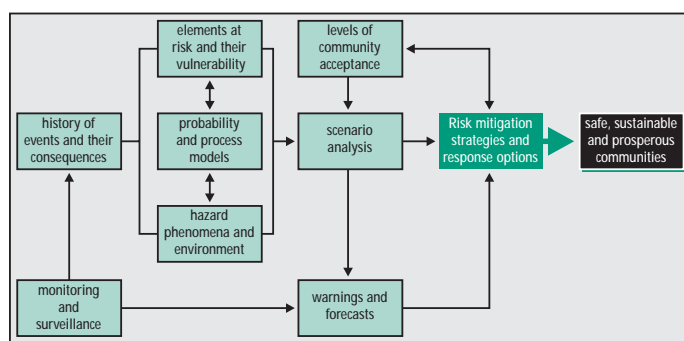 elements at
risk and their
vulnerability
levels of
community
acceptance
history of
events and their
consequences
probability
and process
models
scenario
analysis
Risk mitigation
strategies and
response options
safe, sustainable
and prosperous
communities
hazard
phenomena and
environment
monitoring
and
surveillance
warnings and
forecasts